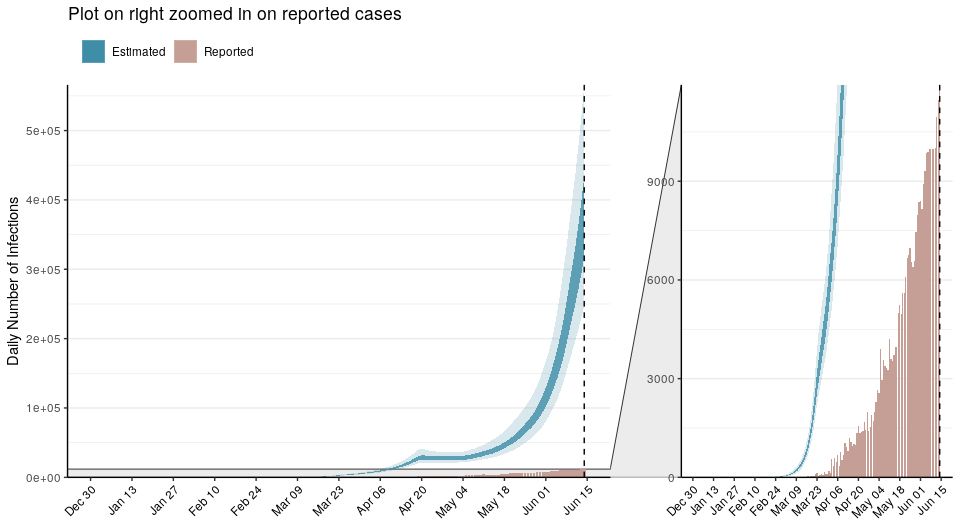 Plot on right zoomed in on reported cases
Estimated Reported
Daily Number of Infections
5e+05
4e+05
3e+05
2e+05
1e+05
0e+00
Dec 30 Jan 13 Jan 27 Feb 10 Feb 24 Mar 09 Mar 23 Apr 06 Apr 20 May 04 May 18 Jun 01 Jun 15
9000
6000
3000
0
Dec 30 Jan 13 Jan 27 Feb 10 Feb 24 Mar 09 Mar 23 Apr 06 Apr 20 May 04 May 18 Jun 01 Jun 15